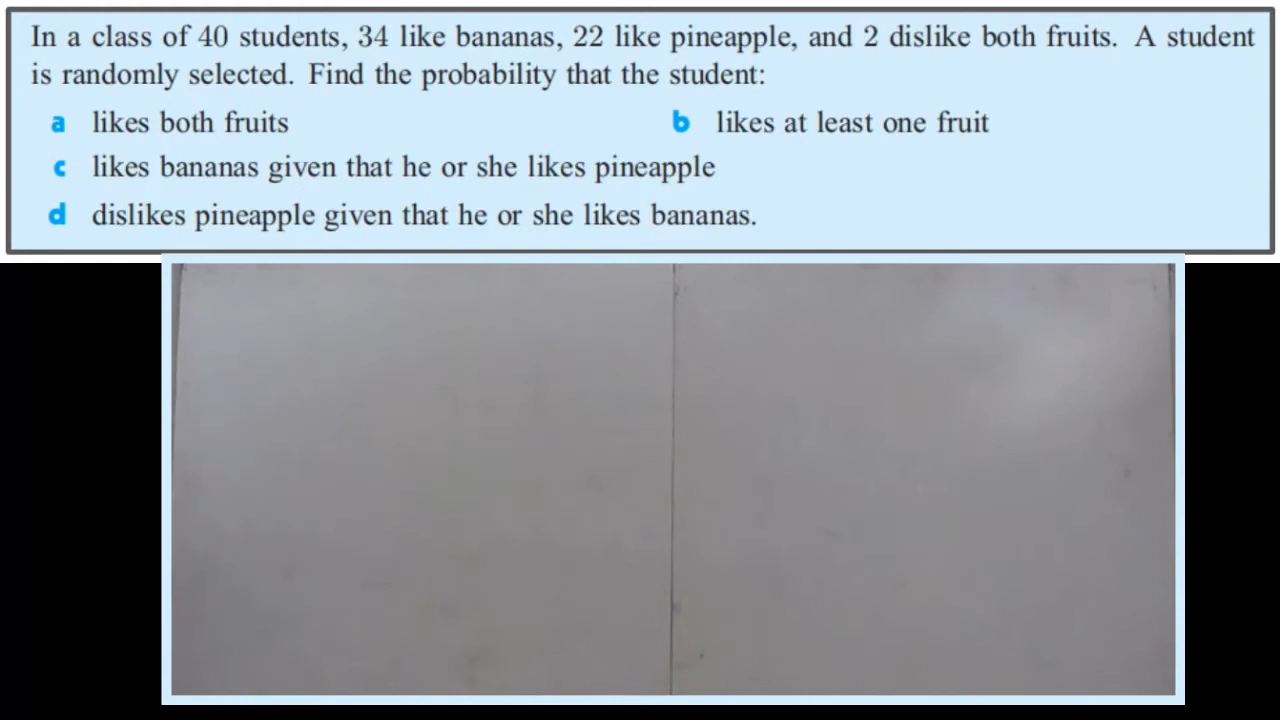 In a class of 40 students, 34 like bananas, 22 like pineapple, and 2 dislike both fruits. A student
is randomly selected. Find the probability that the student:
a likes both fruits b likes at least one fruit
c likes bananas given that he or she likes pineapple
d dislikes pineapple given that he or she likes bananas.